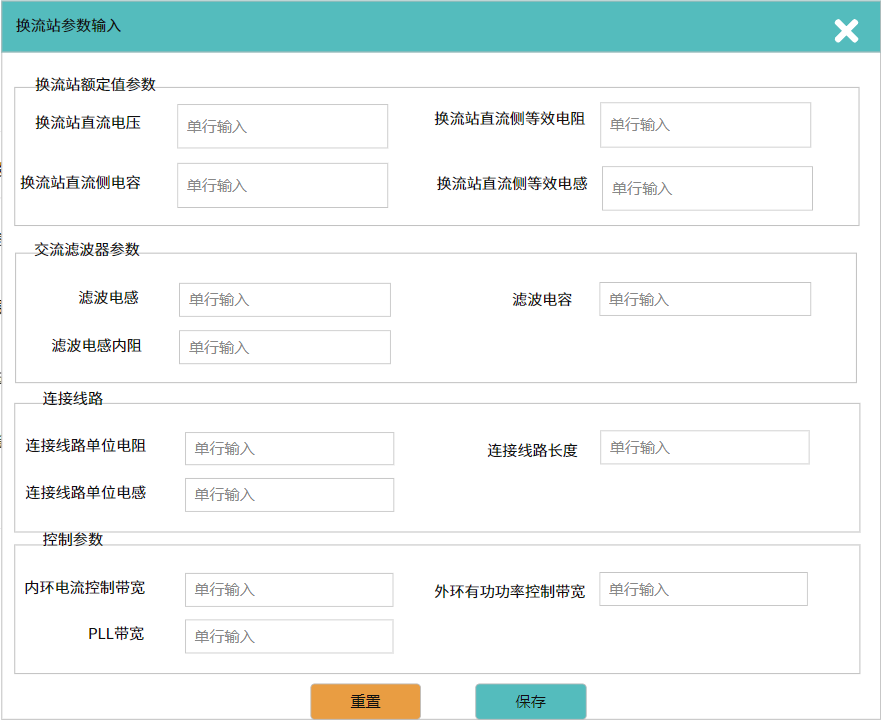 换流站参数输入
换流站额定值参数
换流站直流电压 单行输入 换流站直流侧等效电阻 单行输入
换流站直流侧电容 单行输入 换流站直流侧等效电感 单行输入
交流滤波器参数
滤波电感 单行输入 滤波电容 单行输入
滤波电感内阻 单行输入
连接线路
连接线路单位电阻 单行输入 连接线路长度 单行输入
连接线路单位电感 单行输入
控制参数
内环电流控制带宽 单行输入 外环有功功率控制带宽 单行输入
PLL带宽 单行输入
重置 保存